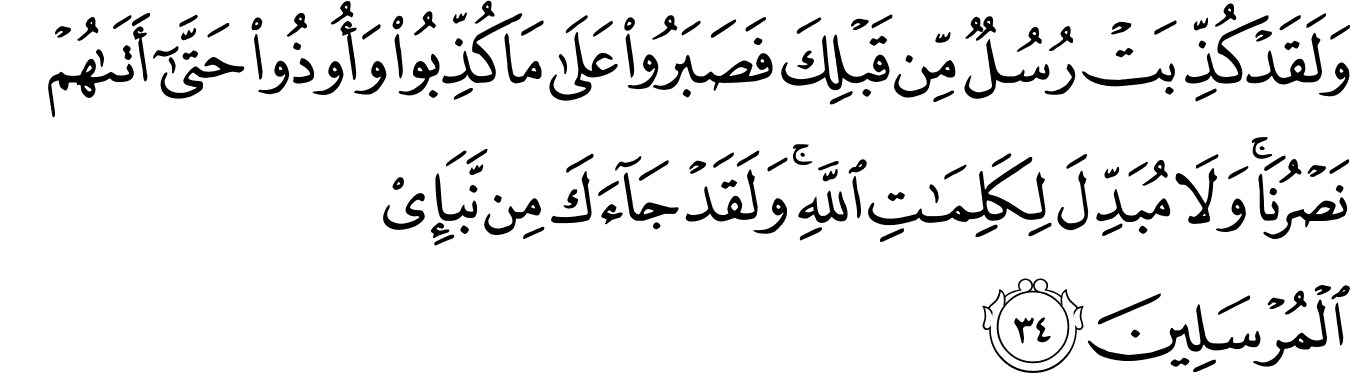 وَلَقَدْ كُذِّبَتْ رُسُلٌ مِّن قَبْلِكَ فَصَبَرُوا۟ عَلَىٰ مَا كُذِّبُوا۟ وَأُوذُوا۟ حَتَّىٰٓ أَتَىٰهُمْ
نَصْرُنَا ۚ وَلَا مُبَدِّلَ لِكَلِمَـٰتِ ٱللَّهِ ۚ وَلَقَدْ جَآءَكَ مِن نَّبَإِى۟
ٱلْمُرْسَلِينَ ٣٤